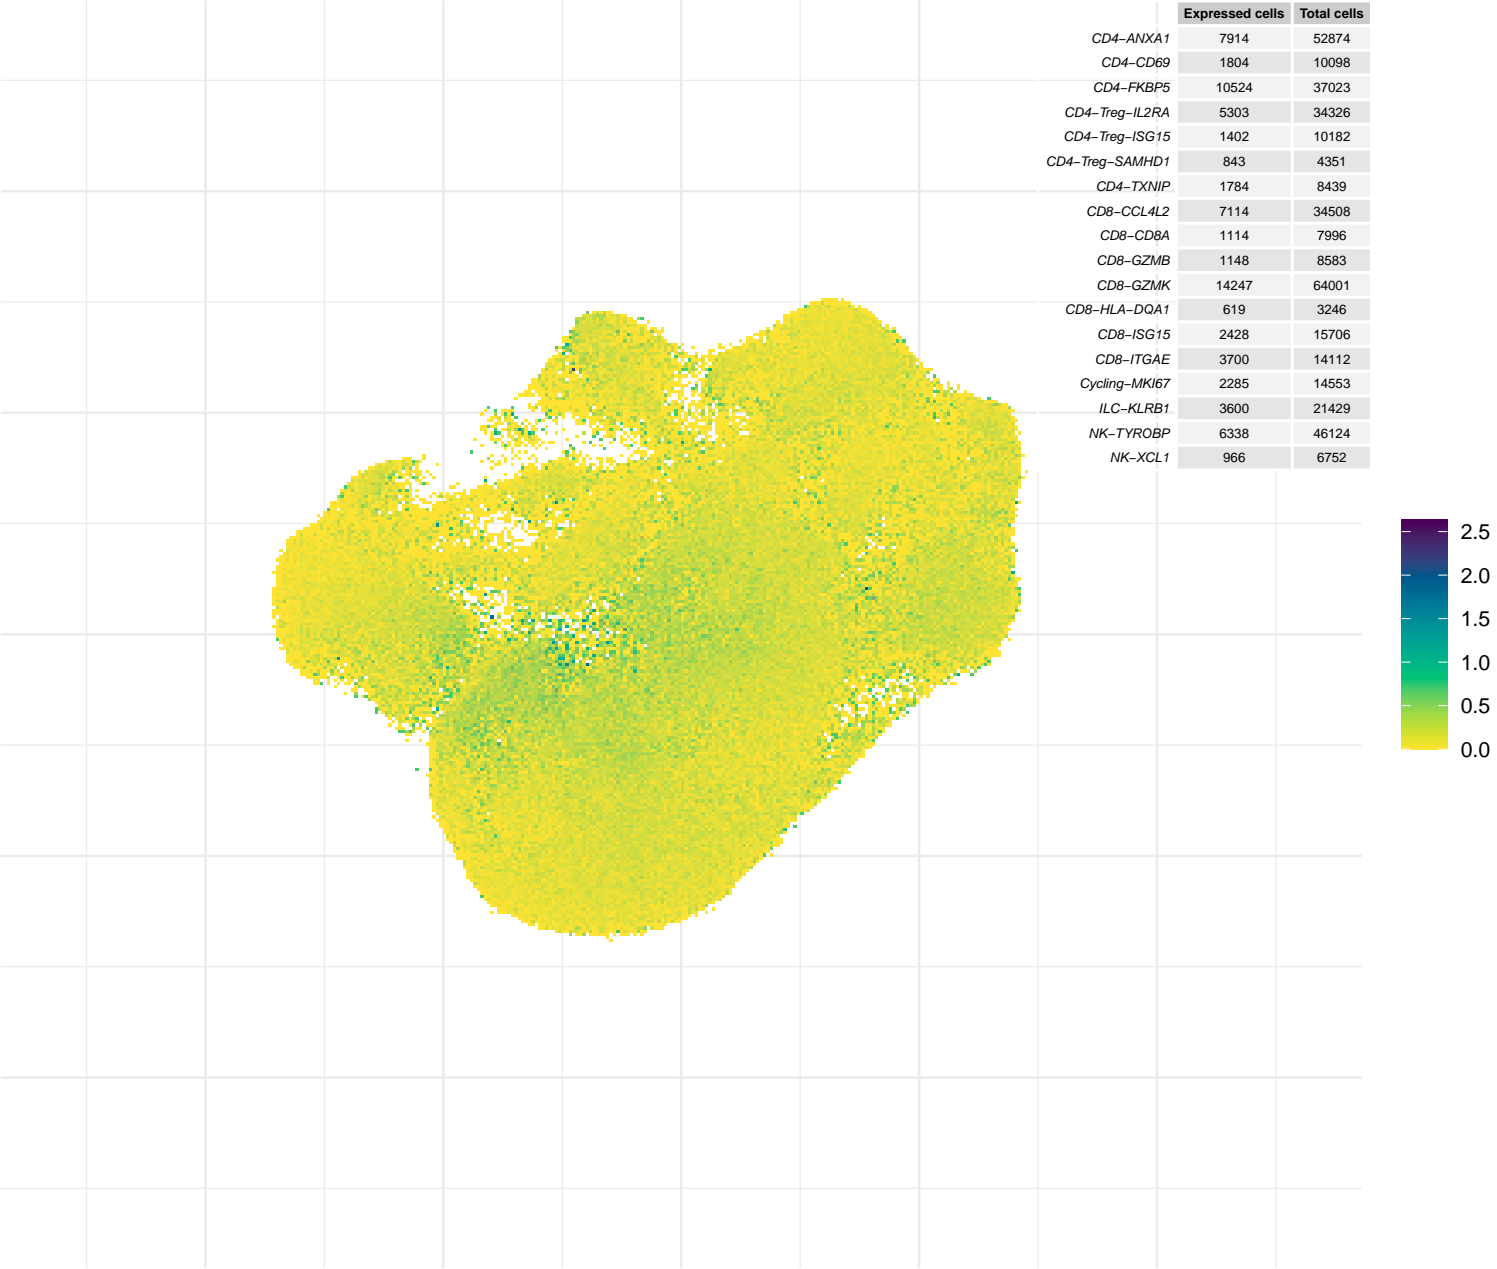 Expressed cells Total cells
CD4−ANXA1 7914 52874
CD4−CD69 1804 10098
CD4−FKBP5 10524 37023
CD4−Treg−IL2RA 5303 34326
CD4−Treg−ISG15 1402 10182
CD4−Treg−SAMHD1 843 4351
CD4−TXNIP 1784 8439
CD8−CCL4L2 7114 34508
CD8−CD8A 1114 7996
CD8−GZMB 1148 8583
CD8−GZMK 14247 64001
CD8−HLA−DQA1 619 3246
CD8−ISG15 2428 15706
CD8−ITGAE 3700 14112
Cycling−MKI67 2285 14553
ILC−KLRB1 3600 21429
NK−TYROBP 6338 46124
NK−XCL1 966 6752
2.5
2.0
1.5
1.0
0.5
0.0